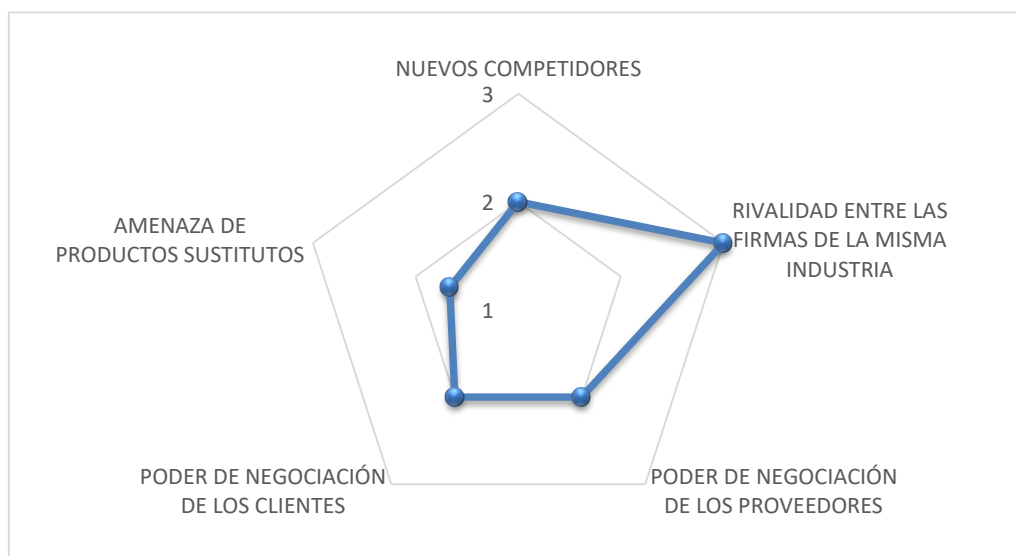 NUEVOS COMPETIDORES
3
2
1
RIVALIDAD ENTRE LAS
FIRMAS DE LA MISMA
INDUSTRIA
PODER DE NEGOCIACIÓN
DE LOS PROVEEDORES
PODER DE NEGOCIACIÓN
DE LOS CLIENTES
AMENAZA DE
PRODUCTOS SUSTITUTOS